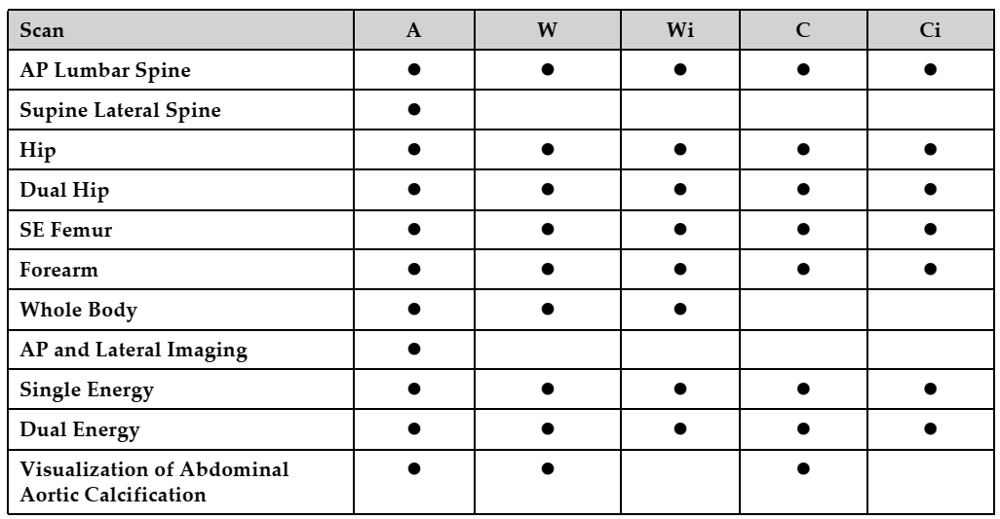 Scan A W Wi C Ci
AP Lumbar Spine ● ● ● ● ●
Supine Lateral Spine ●
Hip ● ● ● ● ●
Dual Hip ● ● ● ● ●
SE Femur ● ● ● ● ●
Forearm ● ● ● ● ●
Whole Body ● ● ●
AP and Lateral Imaging ●
Single Energy ● ● ● ● ●
Dual Energy ● ● ● ● ●
Visualization of Abdominal ● ● ●
Aortic Calcification